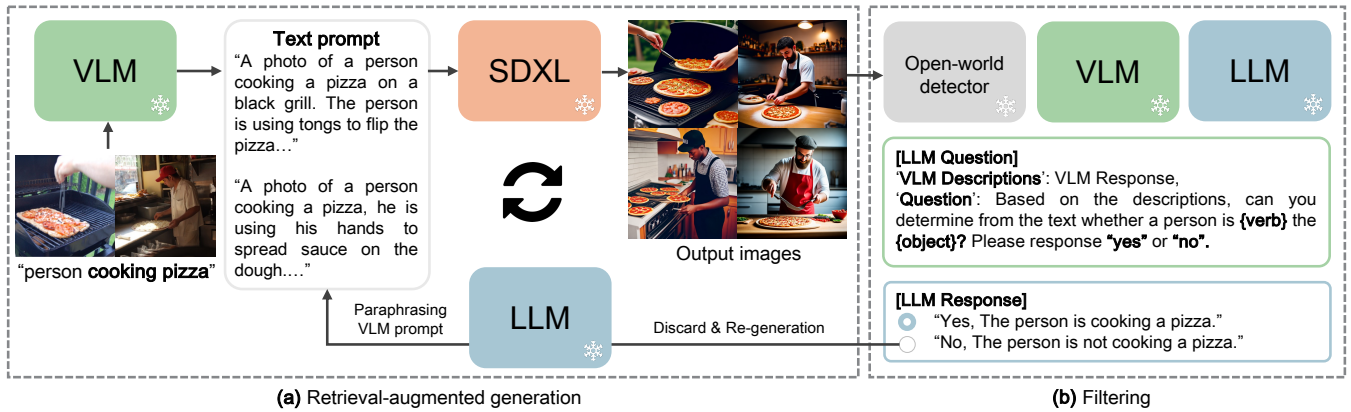 VLM
Text prompt
“A photo of a person
cooking a pizza on a
black grill. The person
is using tongs to flip the
pizza…”
“A photo of a person
cooking a pizza, he is
using his hands to
spread sauce on the
dough.…”
SDXL
Output images
“person cooking pizza”
Paraphrasing
VLM prompt
LLM
Discard & Re-generation
(a) Retrieval-augmented generation
Open-world
detector
VLM
LLM
[LLM Question]
‘VLM Descriptions’: VLM Response,
‘Question’: Based on the descriptions, can you
determine from the text whether a person is {verb} the
{object}? Please response “yes” or “no”.
[LLM Response]
“Yes, The person is cooking a pizza.”
“No, The person is not cooking a pizza.”
(b) Filtering